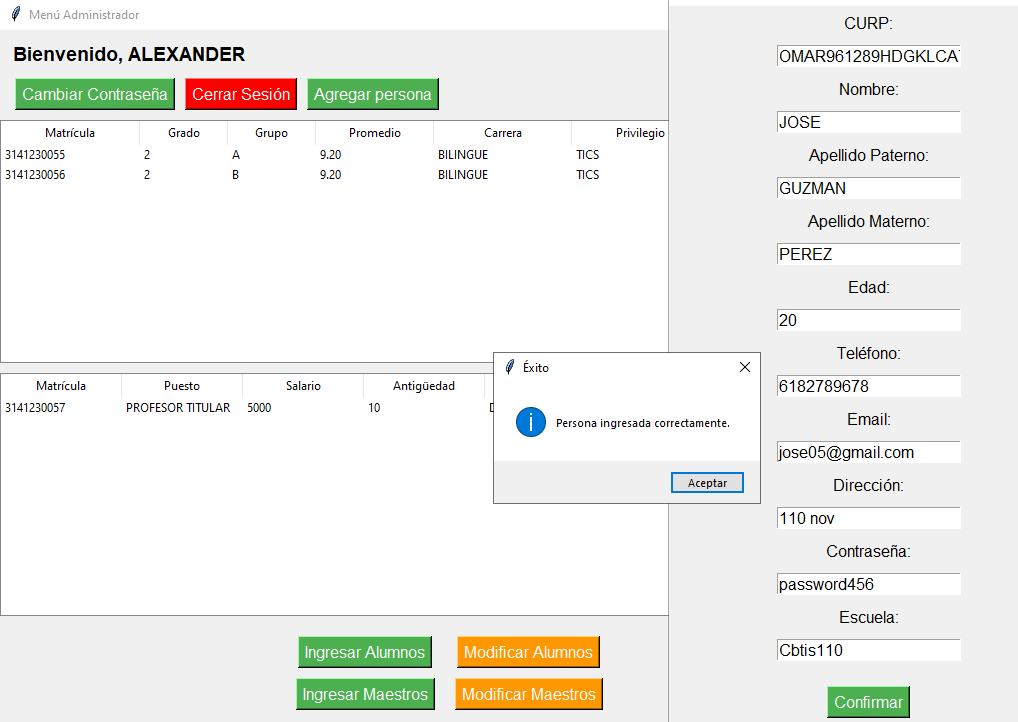 Menú Administrador
Bienvenido, ALEXANDER
Cambiar Contraseña Cerrar Sesión Agregar persona
Matrícula Grado Grupo Promedio Carrera Privilegio
3141230055 2 A 9.20 BILINGUE TICS
3141230056 2 B 9.20 BILINGUE TICS
Matrícula Puesto Salario Antigüedad
3141230057 PROFESOR TITULAR 5000 10
Éxito
Persona ingresada correctamente.
Aceptar
Ingresar Alumnos Modificar Alumnos
Ingresar Maestros Modificar Maestros
CURP:
OMAR961289HDGKLCA
Nombre:
JOSE
Apellido Paterno:
GUZMAN
Apellido Materno:
PEREZ
Edad:
20
Teléfono:
6182789678
Email:
jose05@gmail.com
Dirección:
110 nov
Contraseña:
password456
Escuela:
Cbtis110
Confirmar